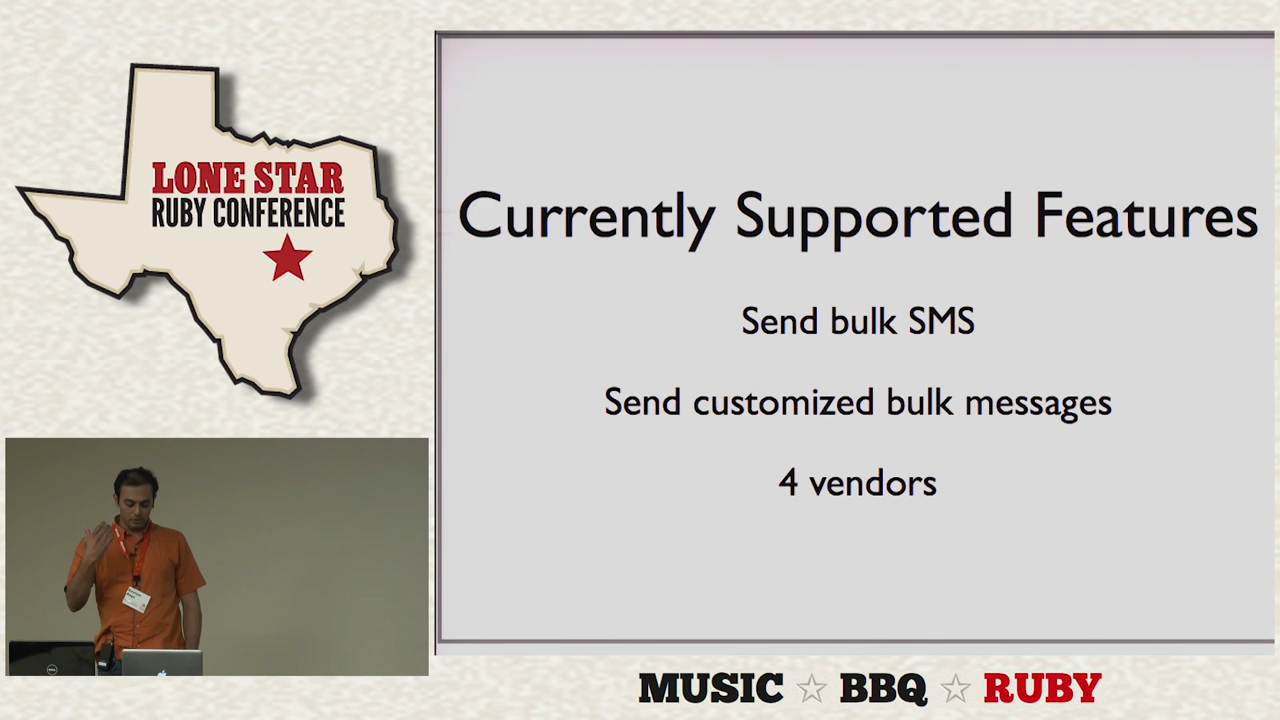 LONE STAR
RUBY CONFERENCE
Currently Supported Features
Send bulk SMS
Send customized bulk messages
4 vendors
MUSIC ☆ BBQ ☆ RUBY